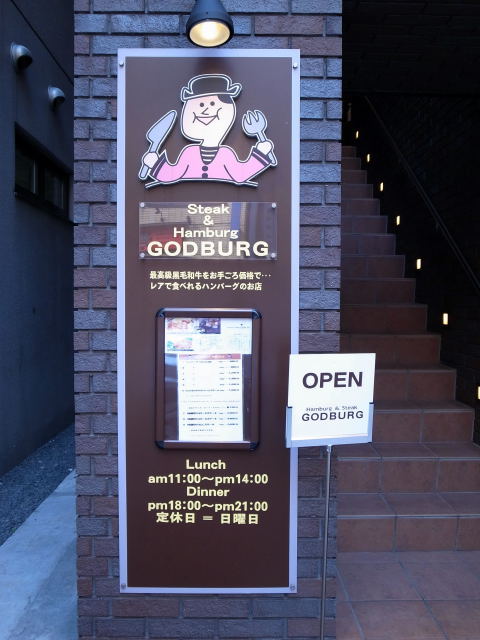 Steak
&
Hamburg
GODBURG
最高級黒毛和牛をお手ごろ価格で･･･
レアで食べれるハンバーグのお店
OPEN
Hamburg & Steak
GODBURG
Lunch
am11:00～pm14:00
Dinner
pm18:00～pm21:00
定休日 = 日曜日